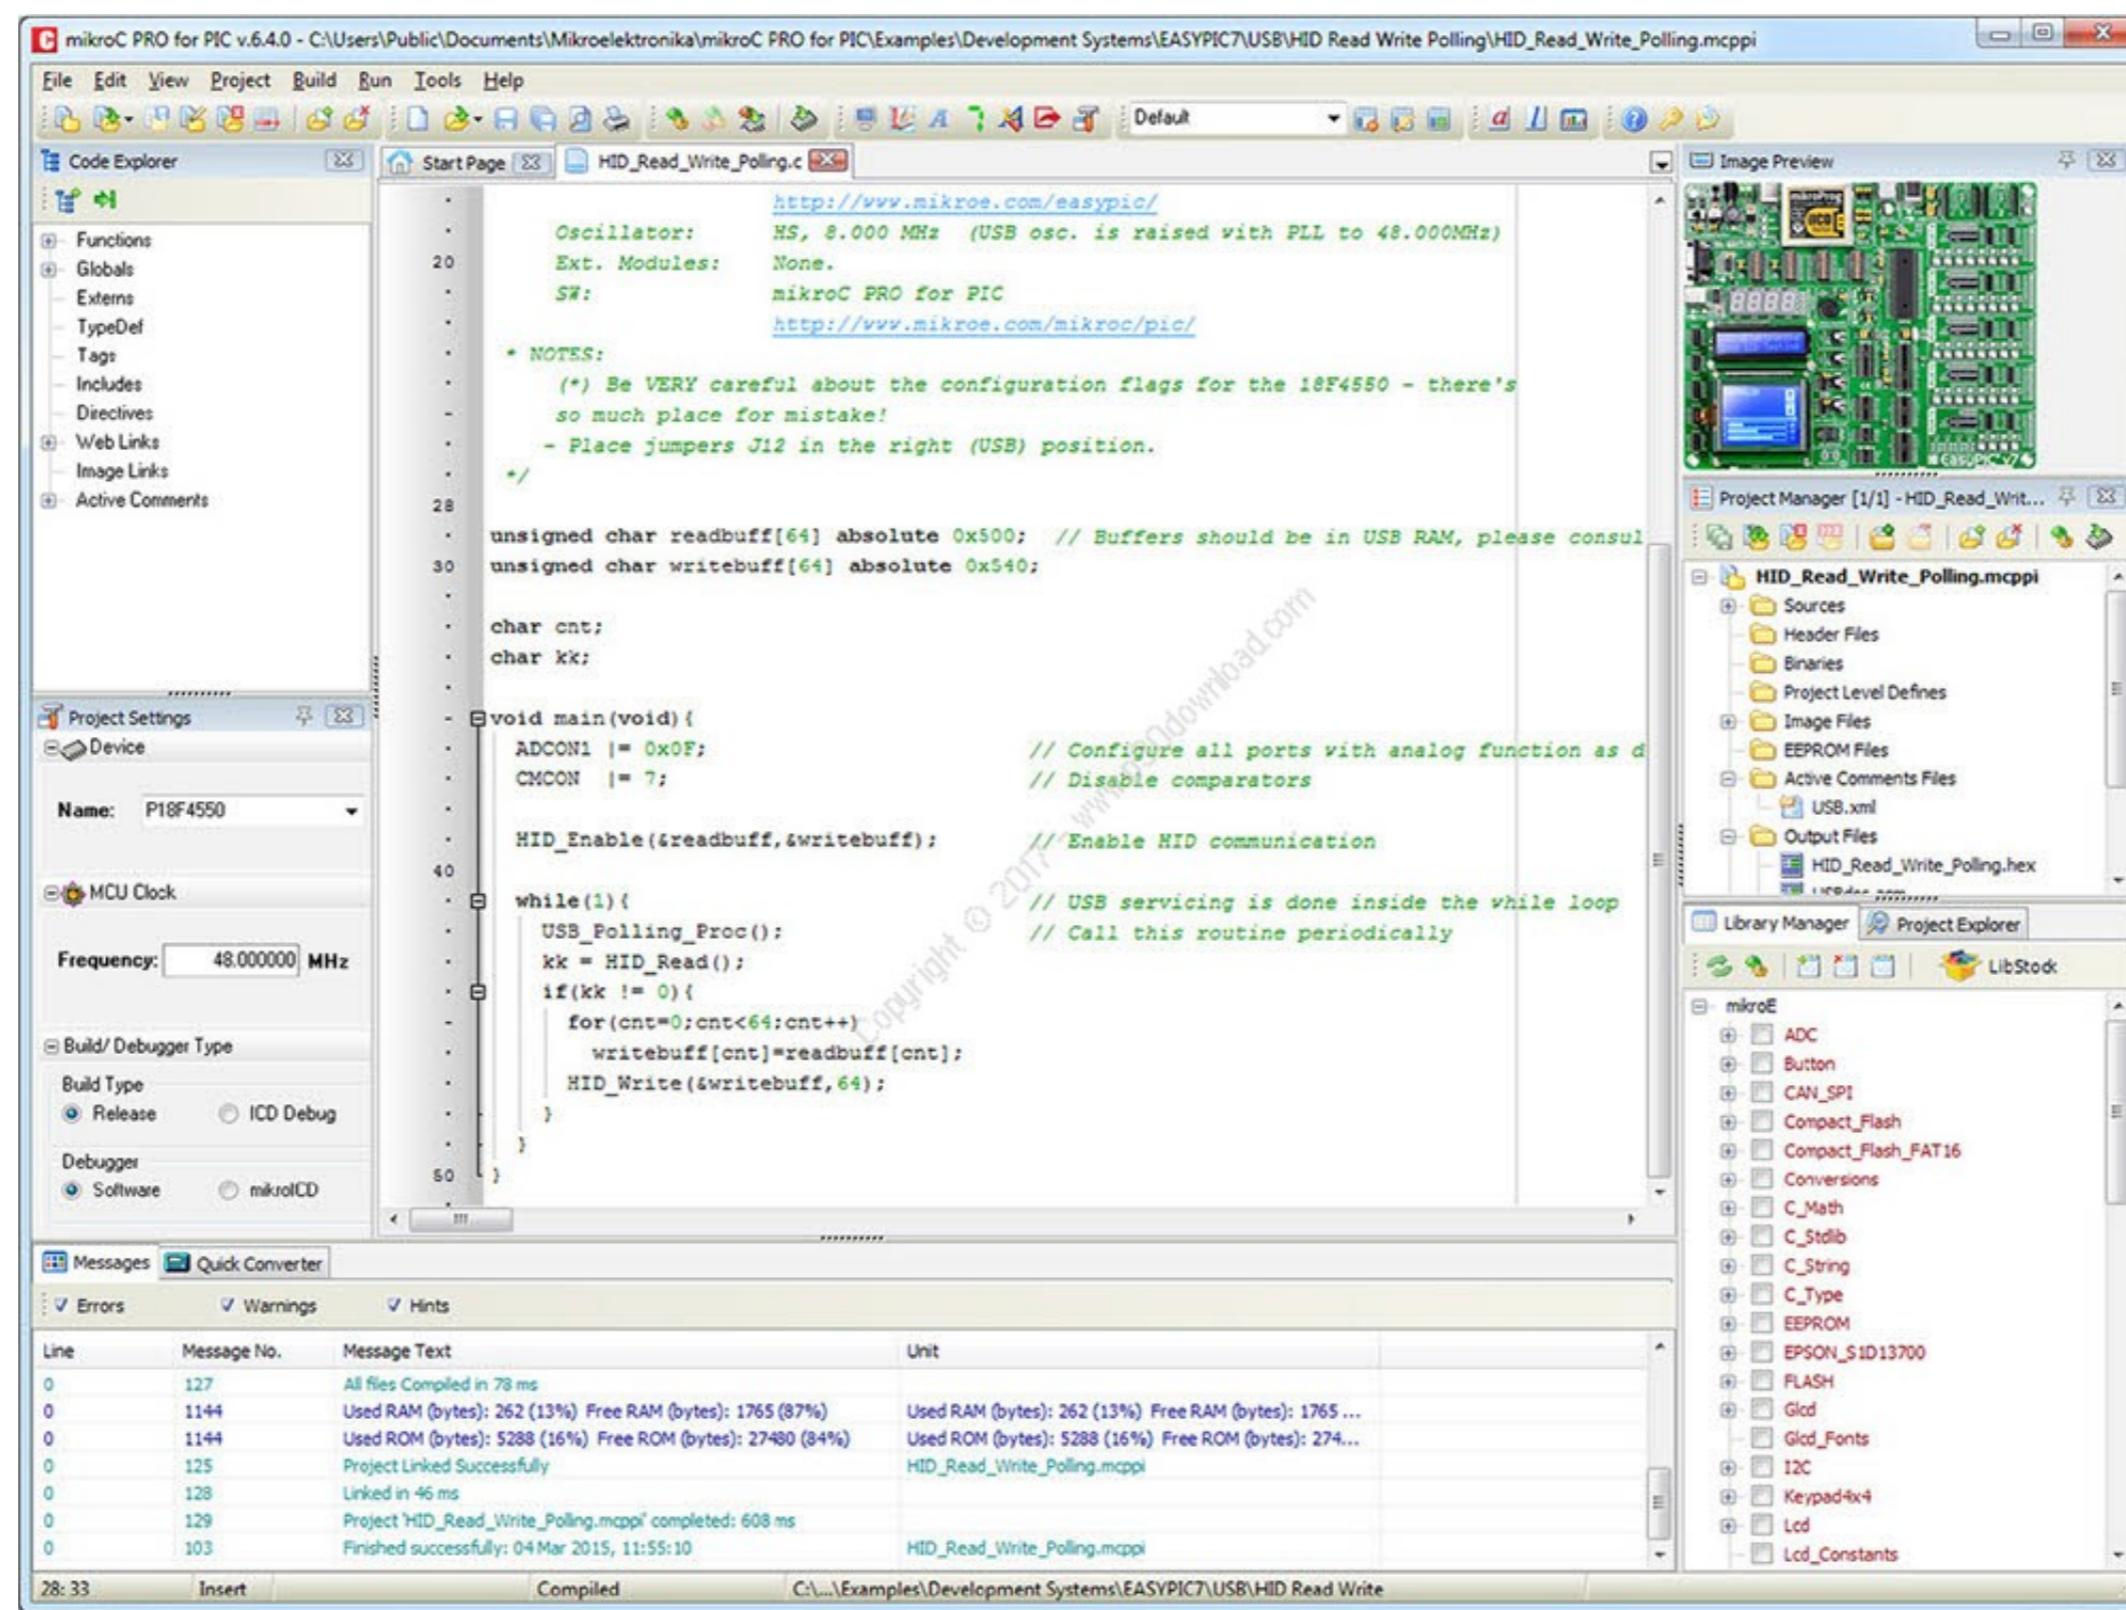 mikroC PRO for PIC v.6.4.0 - C:\Users\Public\Documents\Mikroelektronika\mikroC PRO for PIC\Examples\Development Systems\EASYPIC7\USB\HID Read Write Polling\HID_Read_Write_Polling.mcppi
File Edit View Project Build Run Tools Help
Default
Code Explorer
Functions
Globals
Externs
TypeDef
Tags
Includes
Directives
Web Links
Image Links
Active Comments
Project Settings
Device
Name: P18F4550
MCU Clock
Frequency: 48.000000 MHz
Build/ Debugger Type
Build Type
Release ICD Debug
Debugger
Software mikroICD
Start Page HID_Read_Write_Polling.c
http://www.mikroe.com/easypic/
Oscillator: HS, 8.000 MHz (USB osc. is raised with PLL to 48.000MHz)
20 Ext. Modules: None.
SW: mikroC PRO for PIC
http://www.mikroe.com/mikroc/pic/
* NOTES:
(*) Be VERY careful about the configuration flags for the 18F4550 - there's
so much place for mistake!
- Place jumpers J12 in the right (USB) position.
*/
28
unsigned char readbuff[64] absolute 0x500; // Buffers should be in USB RAM, please consul
30 unsigned char writebuff[64] absolute 0x540;
char cnt;
char kk;
void main(void){
ADCON1 |= 0x0F; // Configure all ports with analog function as d
CMCON |= 7; // Disable comparators
HID_Enable(&readbuff,&writebuff); // Enable HID communication
40
while(1){ // USB servicing is done inside the while loop
USB_Polling_Proc(); // Call this routine periodically
kk = HID_Read();
if(kk != 0){
for(cnt=0;cnt<64;cnt++)
writebuff[cnt]=readbuff[cnt];
HID_Write(&writebuff,64);
}
}
50 }
Copyright © 2017 - www.p30download.com
Image Preview
EasyPIC v7
Project Manager [1/1] - HID_Read_Writ...
HID_Read_Write_Polling.mcppi
Sources
Header Files
Binaries
Project Level Defines
Image Files
EEPROM Files
Active Comments Files
USB.xml
Output Files
HID_Read_Write_Polling.hex
USBdsc.asm
Library Manager Project Explorer
LibStock
mikroE
ADC
Button
CAN_SPI
Compact_Flash
Compact_Flash_FAT16
Conversions
C_Math
C_Stdlib
C_String
C_Type
EEPROM
EPSON_S1D13700
FLASH
Glcd
Glcd_Fonts
I2C
Keypad4x4
Lcd
Lcd_Constants
Messages Quick Converter
Errors Warnings Hints
Line Message No. Message Text Unit
0 127 All files Compiled in 78 ms
0 1144 Used RAM (bytes): 262 (13%) Free RAM (bytes): 1765 (87%) Used RAM (bytes): 262 (13%) Free RAM (bytes): 1765 ...
0 1144 Used ROM (bytes): 5288 (16%) Free ROM (bytes): 27480 (84%) Used ROM (bytes): 5288 (16%) Free ROM (bytes): 274...
0 125 Project Linked Successfully HID_Read_Write_Polling.mcppi
0 128 Linked in 46 ms
0 129 Project 'HID_Read_Write_Polling.mcppi' completed: 608 ms
0 103 Finished successfully: 04 Mar 2015, 11:55:10 HID_Read_Write_Polling.mcppi
28: 33 Insert Compiled C:\...\Examples\Development Systems\EASYPIC7\USB\HID Read Write